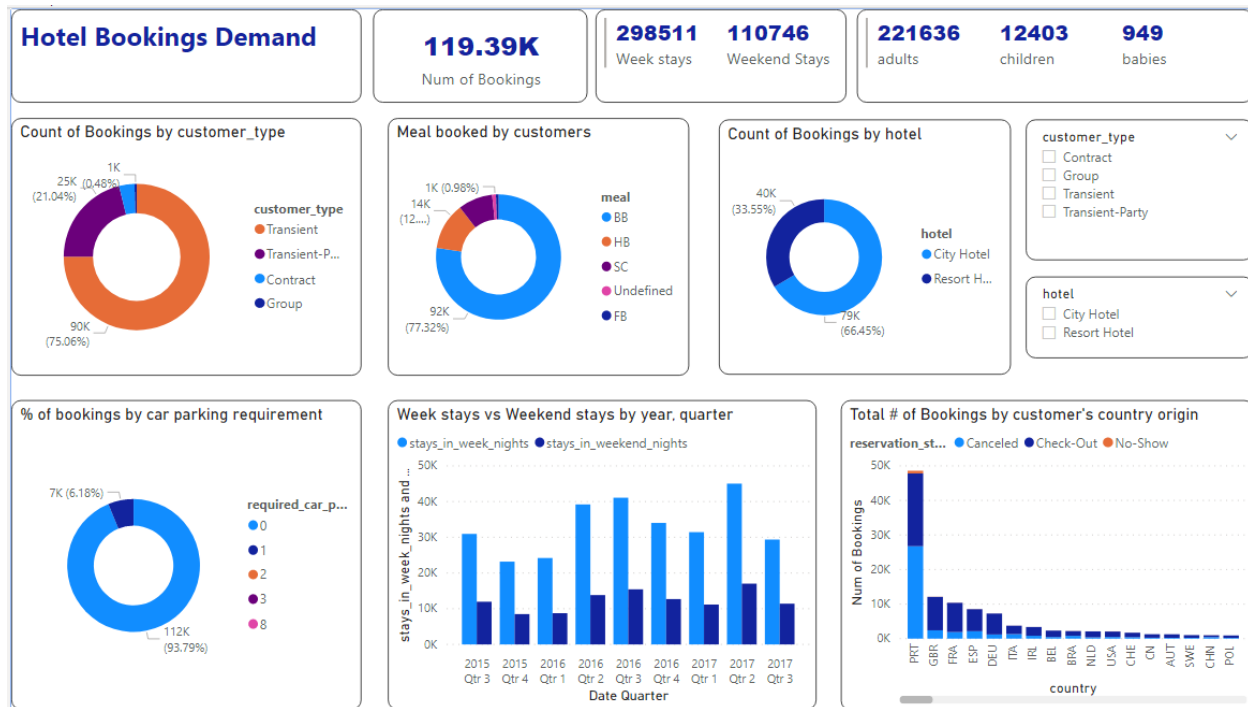 Hotel Bookings Demand
119.39K
Num of Bookings
298511
Week stays
110746
Weekend Stays
221636
adults
12403
children
949
babies
Count of Bookings by customer_type
1K
(0.48%)
25K
(21.04%)
90K
(75.06%)
customer_type
Transient
Transient-P...
Contract
Group
Meal booked by customers
1K (0.98%)
14K
(12....)
92K
(77.32%)
meal
BB
HB
SC
Undefined
FB
Count of Bookings by hotel
40K
(33.55%)
79K
(66.45%)
hotel
City Hotel
Resort H...
customer_type
Contract
Group
Transient
Transient-Party
hotel
City Hotel
Resort Hotel
% of bookings by car parking requirement
7K (6.18%)
112K
(93.79%)
required_car_p...
0
1
2
3
8
Week stays vs Weekend stays by year, quarter
stays_in_week_nights stays_in_weekend_nights
stays_in_week_nights and ...
50K
40K
30K
20K
10K
0K
2015 Qtr 3
2015 Qtr 4
2016 Qtr 1
2016 Qtr 2
2016 Qtr 3
2016 Qtr 4
2017 Qtr 1
2017 Qtr 2
2017 Qtr 3
Date Quarter
Total # of Bookings by customer's country origin
reservation_st... Canceled Check-Out No-Show
Num of Bookings
50K
40K
30K
20K
10K
0K
PRT
GBR
FRA
ESP
DEU
ITA
IRL
BEL
BRA
NLD
USA
CHE
CN
AUT
SWE
CHN
POL
country